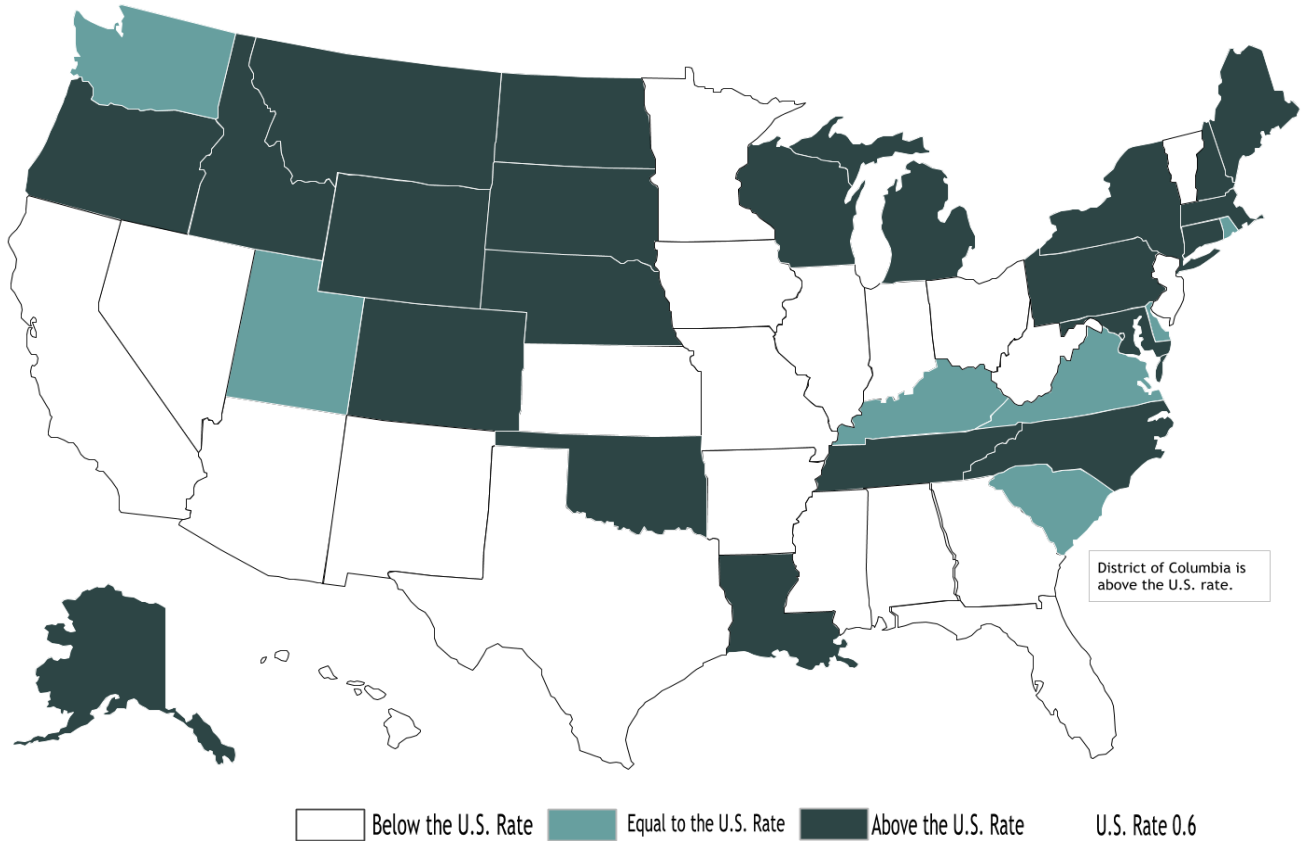 District of Columbia is
above the U.S. rate.
Below the U.S. Rate
Equal to the U.S. Rate
Above the U.S. Rate
U.S. Rate 0.6